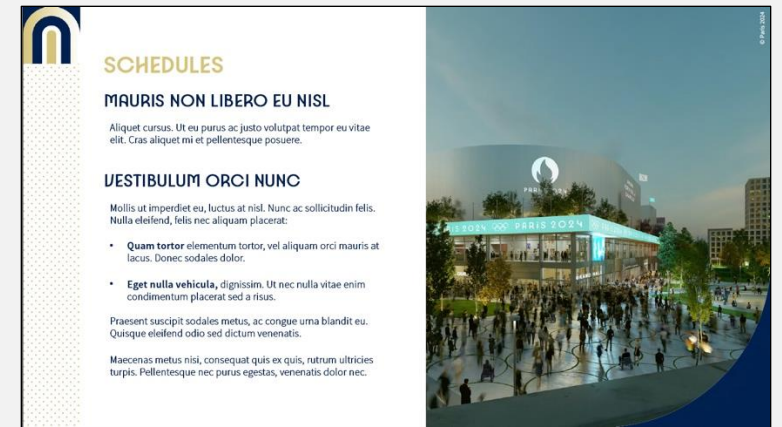 SCHEDULES
MAURIS NON LIBERO EU NISL
Aliquet cursus. Ut eu purus ac justo volutpat tempor eu vitae
elit. Cras aliquet mi et pellentesque posuere.
VESTIBULUM ORCI NUNC
Mollis ut imperdiet eu, luctus at nisl. Nunc ac sollicitudin felis.
Nulla eleifend, felis nec aliquam placerat:
• Quam tortor elementum tortor, vel aliquam orci mauris at
lacus. Donec sodales dolor.
• Eget nulla vehicula, dignissim. Ut nec nulla vitae enim
condimentum placerat sed a risus.
Praesent suscipit sodales metus, ac congue urna blandit eu.
Quisque eleifend odio sed dictum venenatis.
Maecenas metus nisi, consequat quis ex quis, rutrum ultricies
turpis. Pellentesque nec purus egestas, venenatis dolor nec.
© Paris 2024
PARIS 2024
2024 PARIS 2024